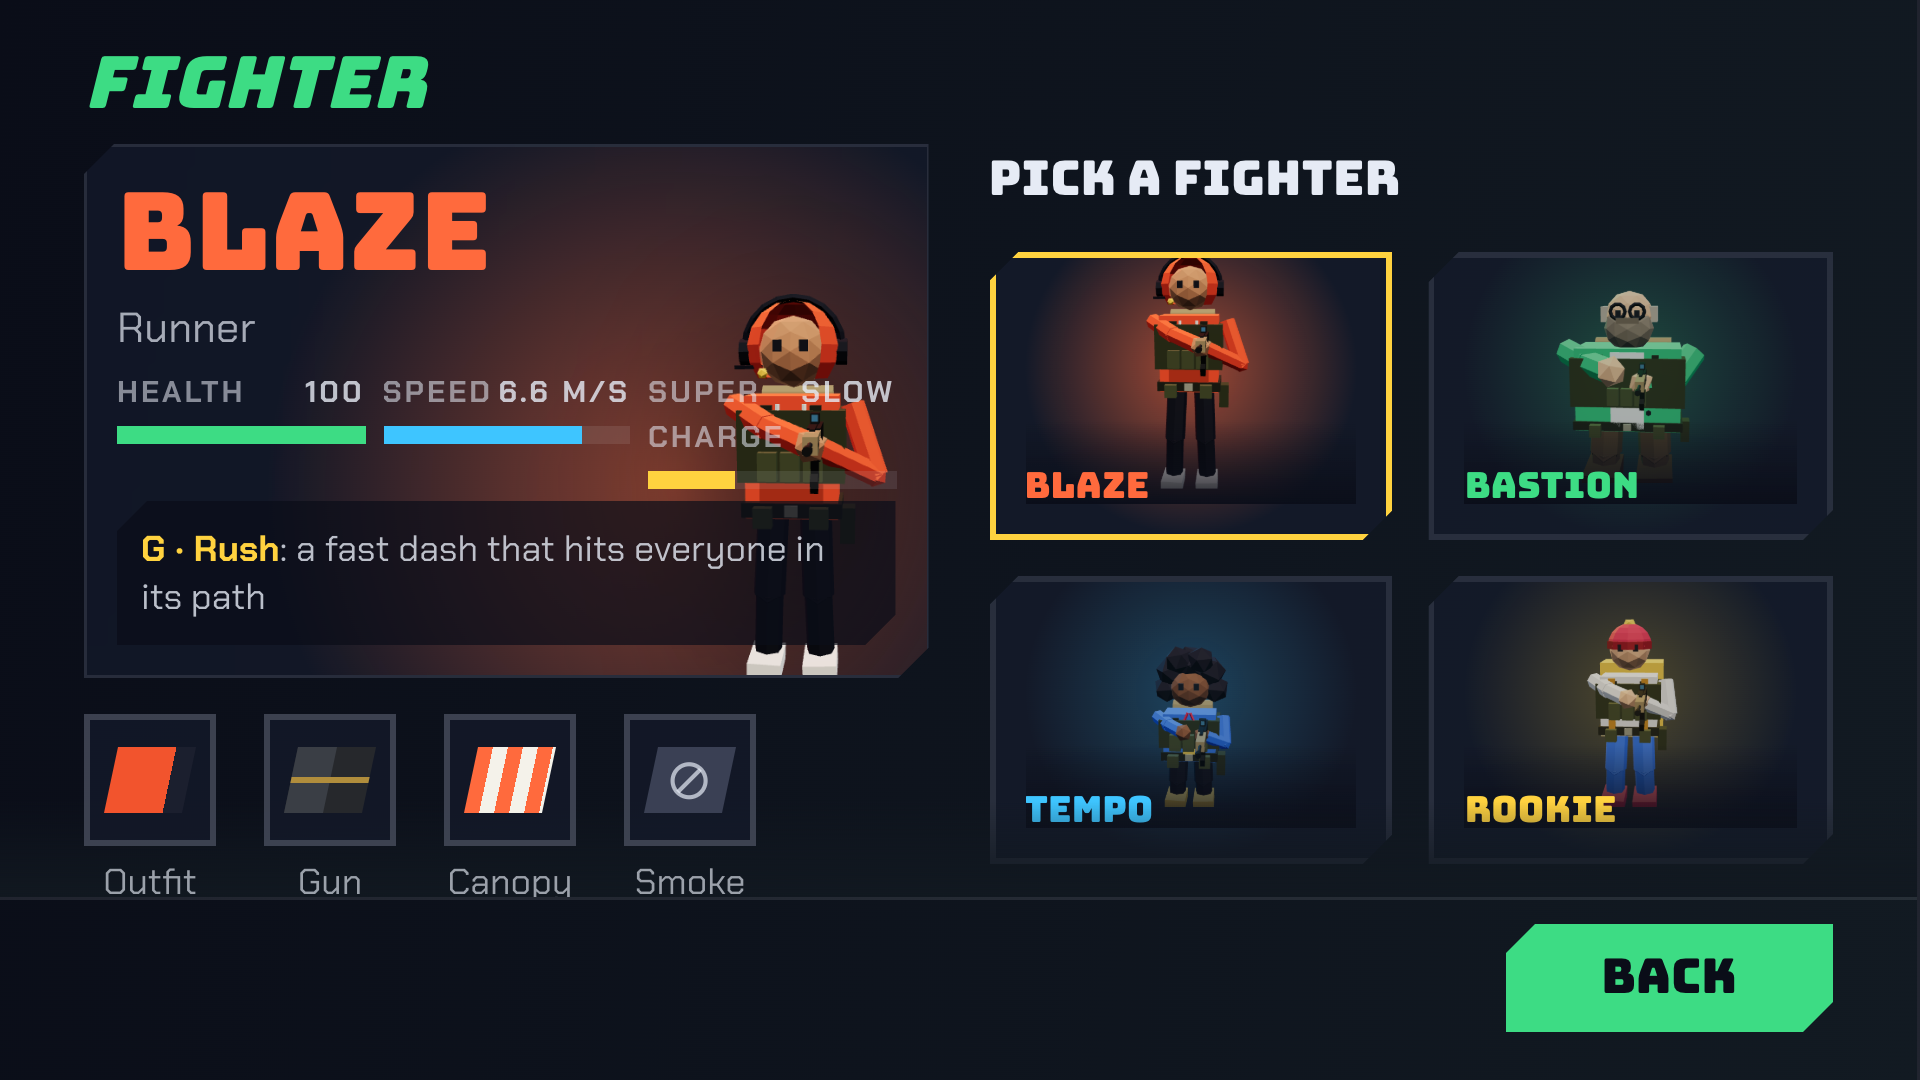 FIGHTER
BLAZE
Runner
HEALTH 100 SPEED 6.6 M/S SUPER SLOW
CHARGE
G · Rush: a fast dash that hits everyone in
its path
Outfit Gun Canopy Smoke
PICK A FIGHTER
BLAZE BASTION
TEMPO ROOKIE
BACK